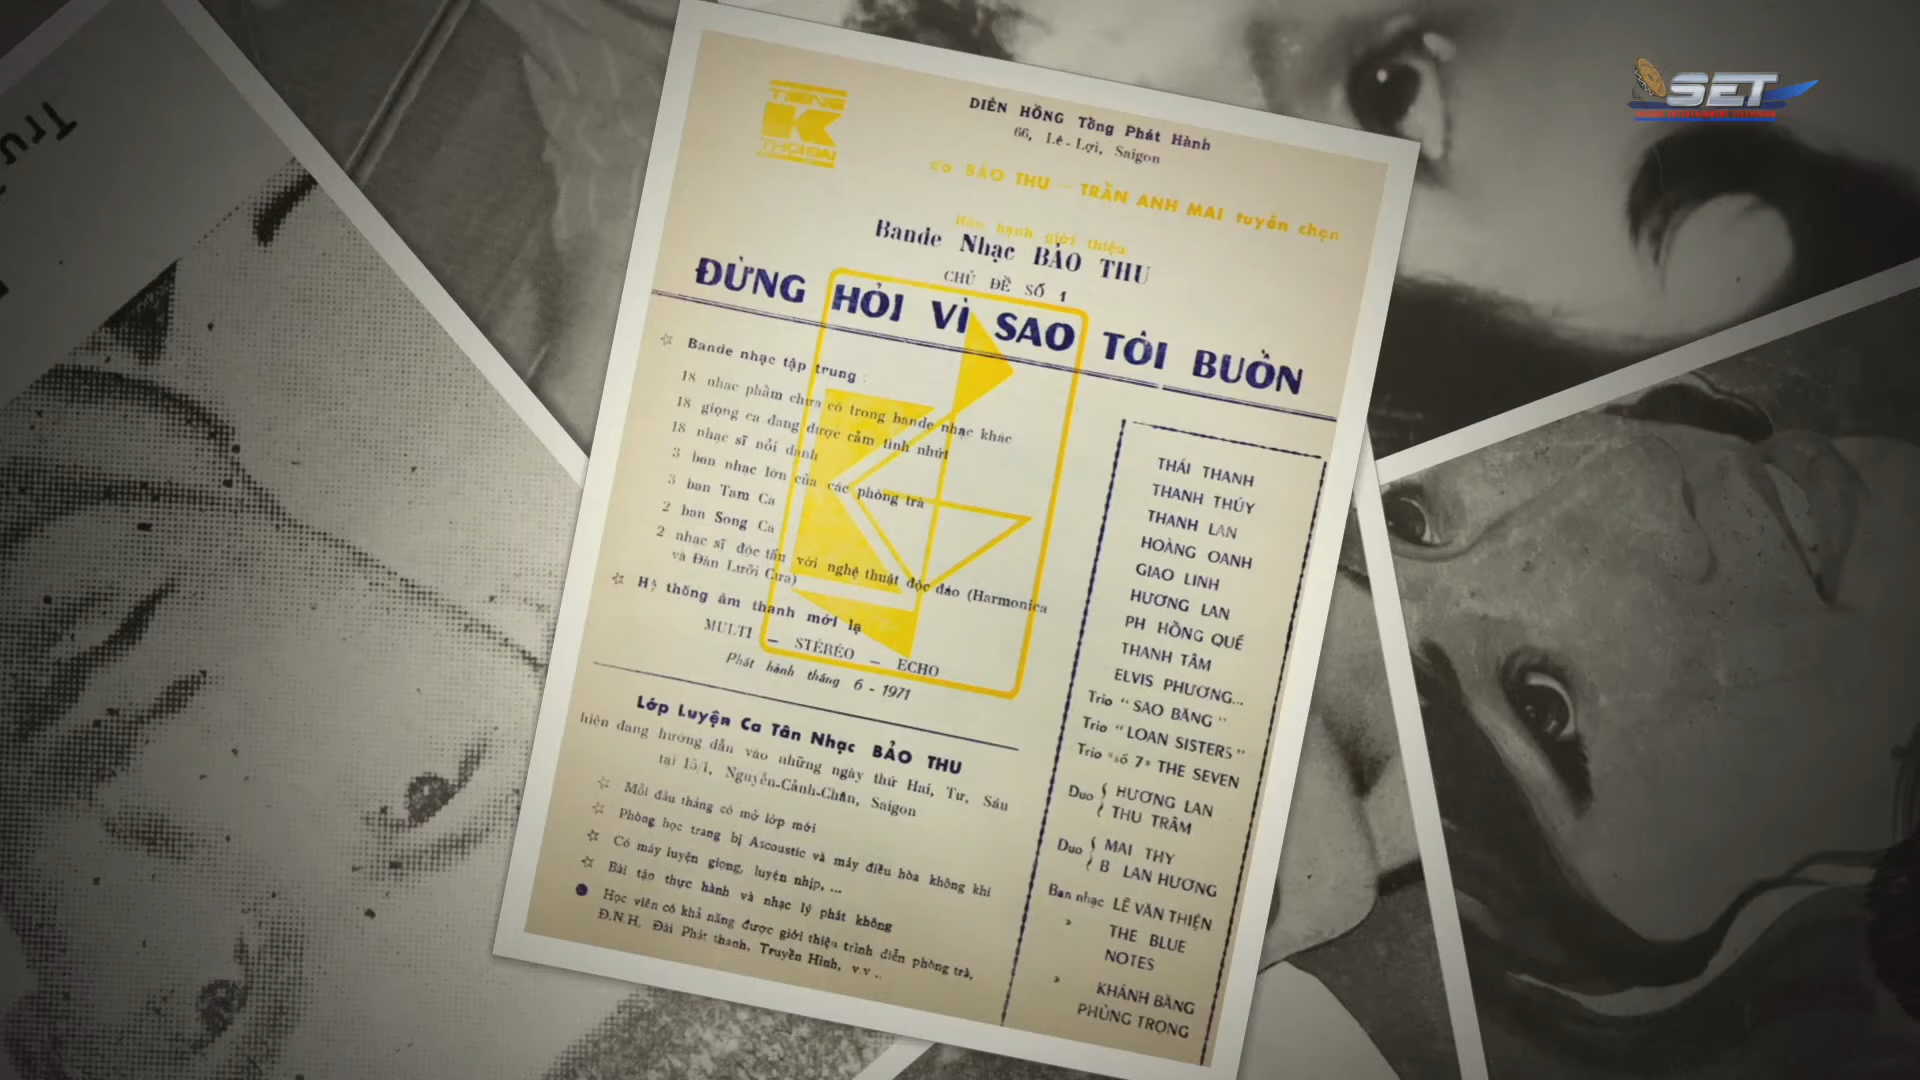 Tru
SET
TIẾNG
K
THỜI ĐẠI
DIÊN HỒNG Tổng Phát Hành
66, Lê-Lợi, Saigon
do BẢO THU - TRẦN ANH MAI tuyển chọn
Hân hạnh giới thiệu
Bande Nhạc BẢO THU
CHỦ ĐỀ SỐ 1
ĐỪNG HỎI VÌ SAO TÔI BUỒN
☆ Bande nhạc tập trung :
18 nhạc phẩm chưa có trong bande nhạc khác
18 giọng ca đang được cảm tình nhứt
18 nhạc sĩ nổi danh
3 ban nhạc lớn của các phòng trà
3 ban Tam Ca
2 ban Song Ca
2 nhạc sĩ độc tấu với nghệ thuật độc đáo (Harmonica
và Đàn Lưỡi Cưa)
☆ Hệ thống âm thanh mới lạ
MULTI - STÉRÉO - ECHO
Phát hành tháng 6 - 1971
Lớp Luyện Ca Tân Nhạc BẢO THU
hiện đang hướng dẫn vào những ngày thứ Hai, Tư, Sáu
tại 15/1, Nguyễn-Cảnh-Chân, Saigon
☆ Mỗi đầu tháng có mở lớp mới
☆ Phòng học trang bị Ascoustic và máy điều hòa không khí
☆ Có máy luyện giọng, luyện nhịp, ...
☆ Bài tập thực hành và nhạc lý phát không
● Học viên có khả năng được giới thiệu trình diễn phòng trà,
Đ.N.H, Đài Phát thanh, Truyền Hình, v.v...
THÁI THANH
THANH THÚY
THANH LAN
HOÀNG OANH
GIAO LINH
HƯƠNG LAN
PH HỒNG QUẾ
THANH TÂM
ELVIS PHƯƠNG...
Trio "SAO BĂNG"
Trio "LOAN SISTERS"
Trio "số 7" THE SEVEN
Duo { HƯƠNG LAN
THU TRÂM
Duo { MAI THY
B LAN HƯƠNG
Ban nhạc LÊ VĂN THIỆN
» THE BLUE
NOTES
» KHÁNH BĂNG
PHÙNG TRỌNG